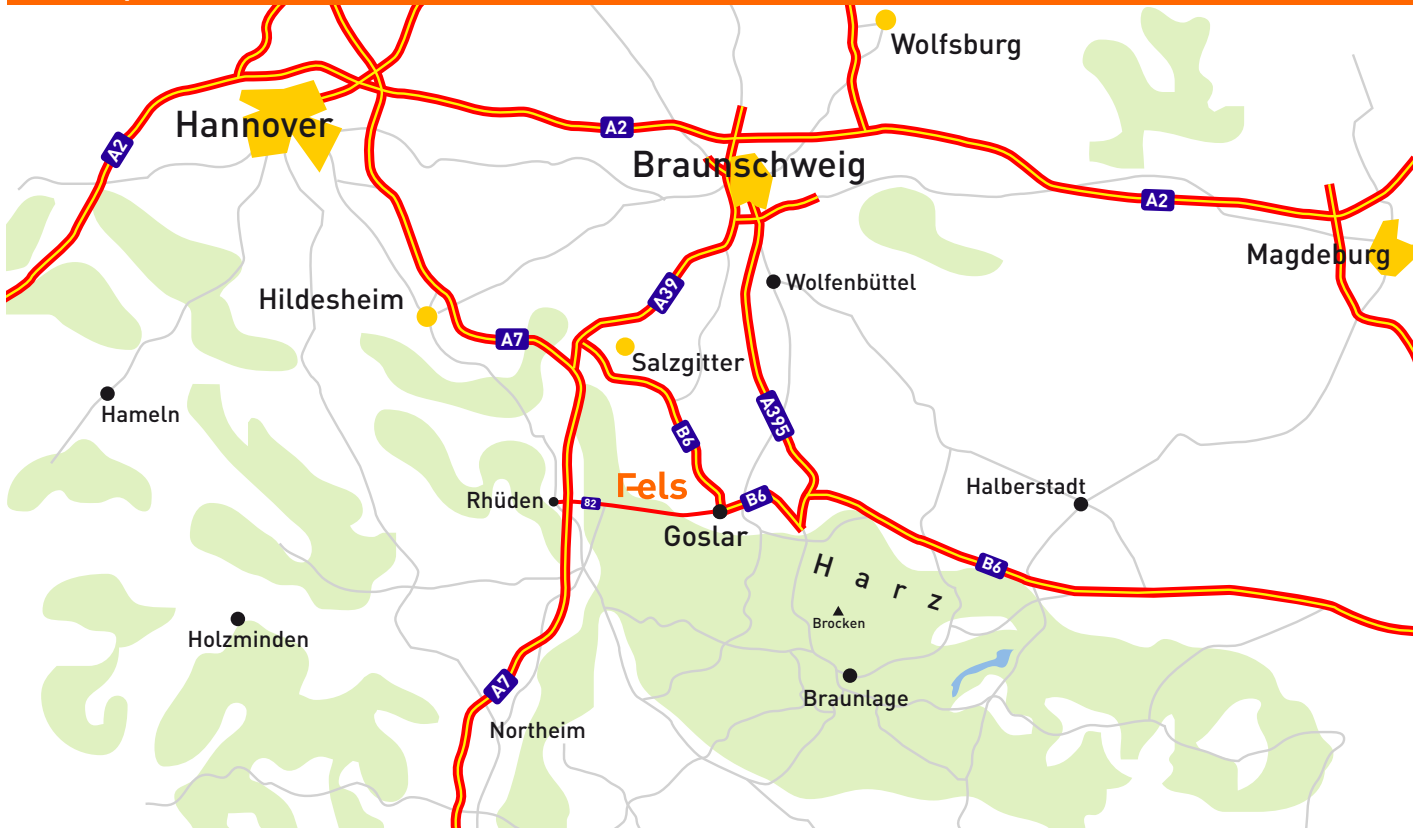 Wolfsburg
Hannover
A2
A2
Braunschweig
A2
Magdeburg
Wolfenbüttel
Hildesheim
A39
A7
Salzgitter
Hameln
A395
B6
Fels
Rhüden
82
B6
Halberstadt
Goslar
Harz
B6
Brocken
Holzminden
Braunlage
A7
Northeim